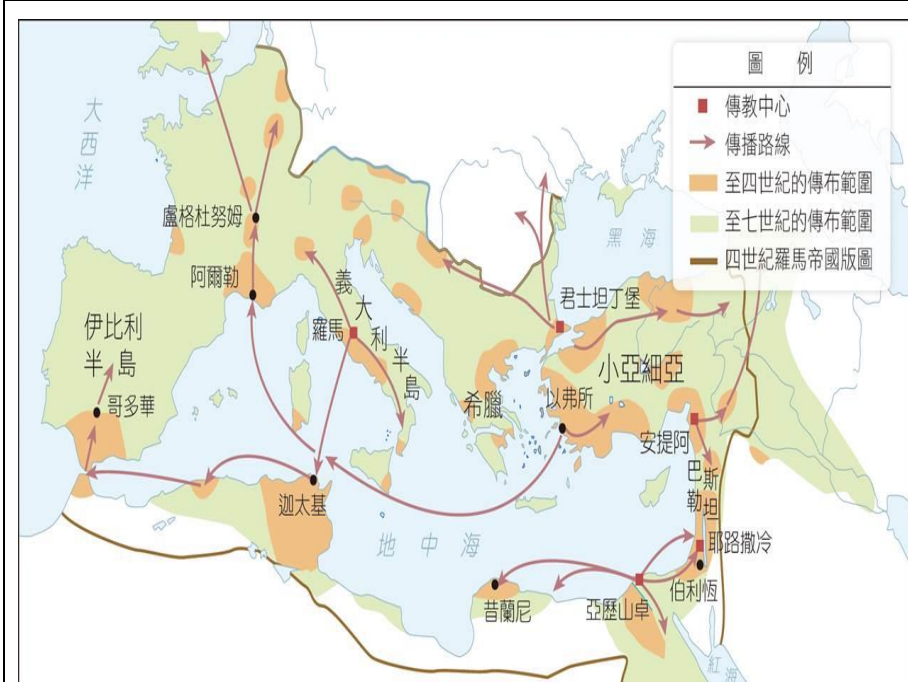 圖 例
傳教中心
傳播路線
至四世紀的傳布範圍
至七世紀的傳布範圍
四世紀羅馬帝國版圖
大西洋
黑海
盧格杜努姆
阿爾勒
義大利半島
羅馬
君士坦丁堡
伊比利
半島
哥多華
小亞細亞
希臘
以弗所
安提阿
巴勒
斯坦
迦太基
地中海
耶路撒冷
伯利恆
昔蘭尼
亞歷山卓
紅海